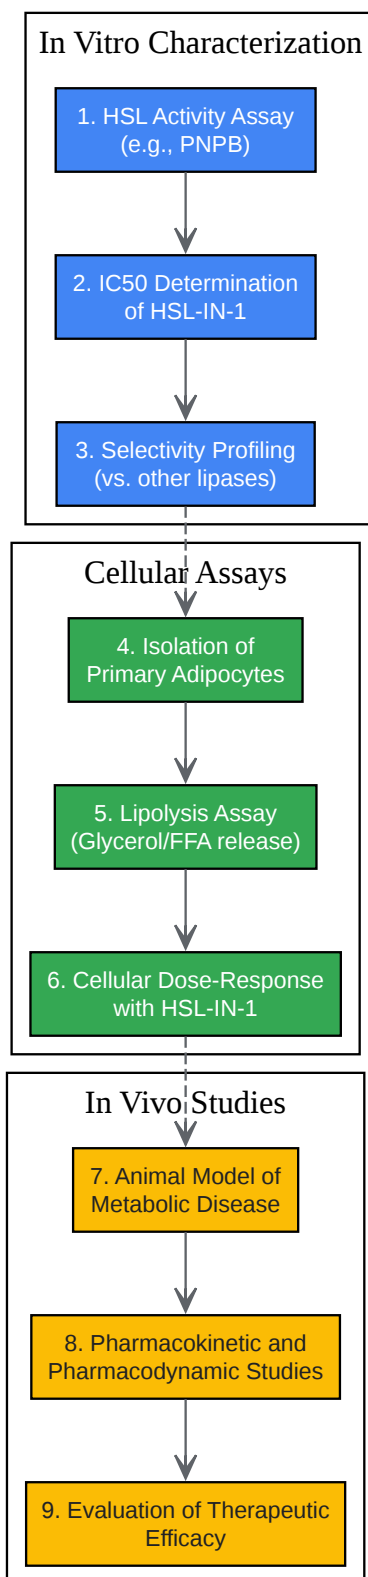 In Vitro Characterization
1. HSL Activity Assay
(e.g., PNPB)
2. IC50 Determination
of HSL-IN-1
3. Selectivity Profiling
(vs. other lipases)
Cellular Assays
4. Isolation of
Primary Adipocytes
5. Lipolysis Assay
(Glycerol/FFA release)
6. Cellular Dose-Response
with HSL-IN-1
In Vivo Studies
7. Animal Model of
Metabolic Disease
8. Pharmacokinetic and
Pharmacodynamic Studies
9. Evaluation of Therapeutic
Efficacy